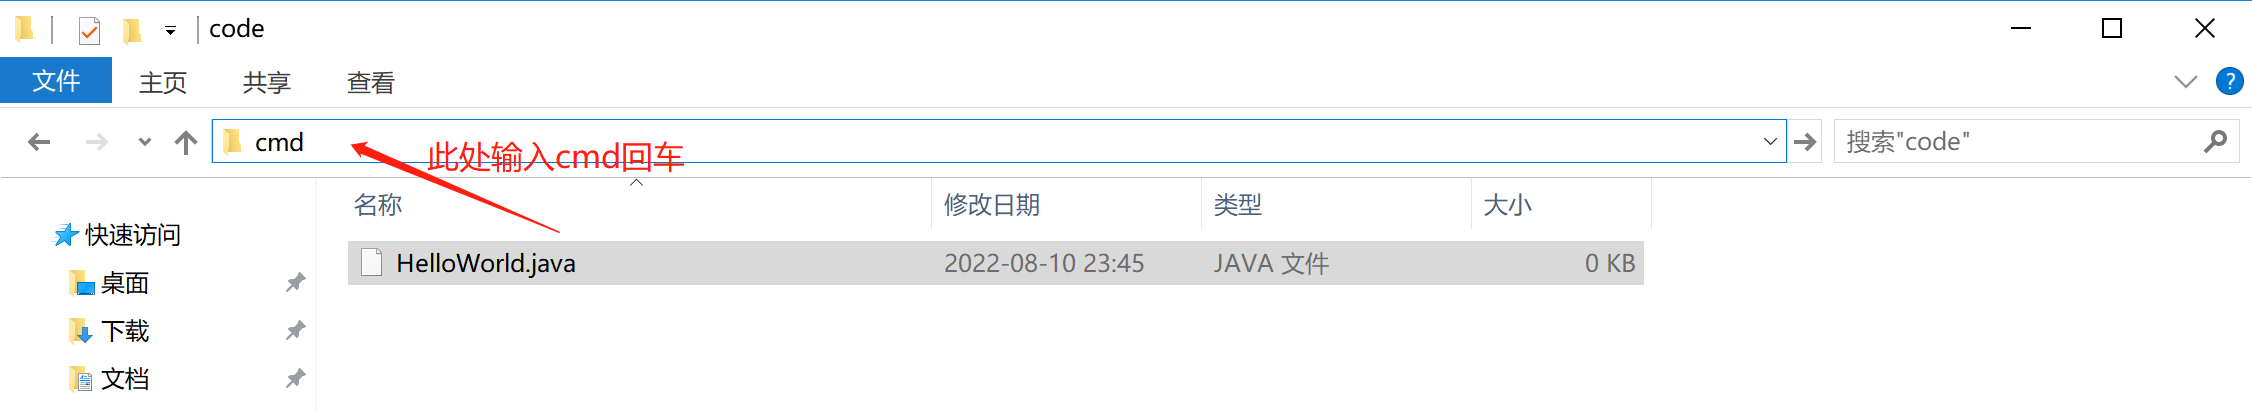 code
文件 主页 共享 查看
cmd 搜索"code"
此处输入cmd回车
名称 修改日期 类型 大小
快速访问
HelloWorld.java 2022-08-10 23:45 JAVA 文件 0 KB
桌面
下载
文档